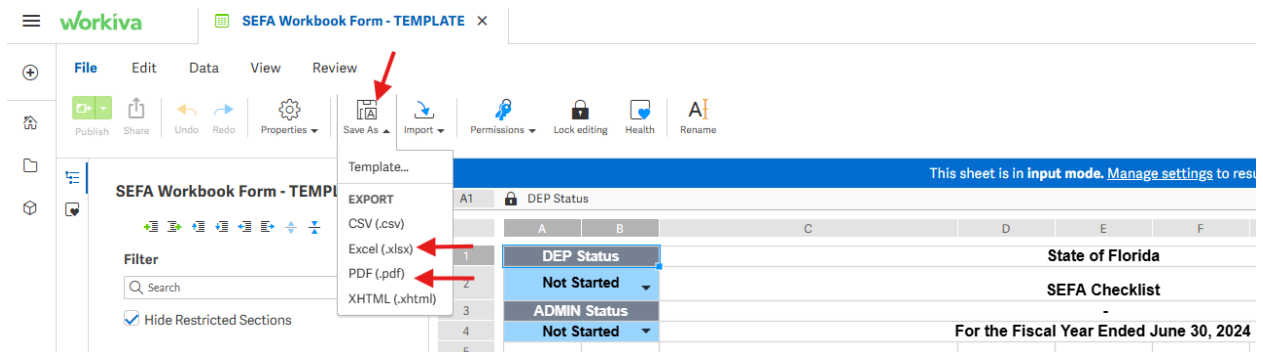 workiva
SEFA Workbook Form - TEMPLATE
File Edit Data View Review
Publish Share Undo Redo Properties Save As Import Permissions Lock editing Health Rename
Template...
EXPORT
CSV (.csv)
Excel (.xlsx)
PDF (.pdf)
XHTML (.xhtml)
SEFA Workbook Form -
Filter
Search
Hide Restricted Sections
This sheet is in input mode. Manage settings to
A1 DEP Status
A B C D E F
1 DEP Status State of Florida
2 Not Started SEFA Checklist
3 ADMIN Status -
4 Not Started For the Fiscal Year Ended June 30, 2024